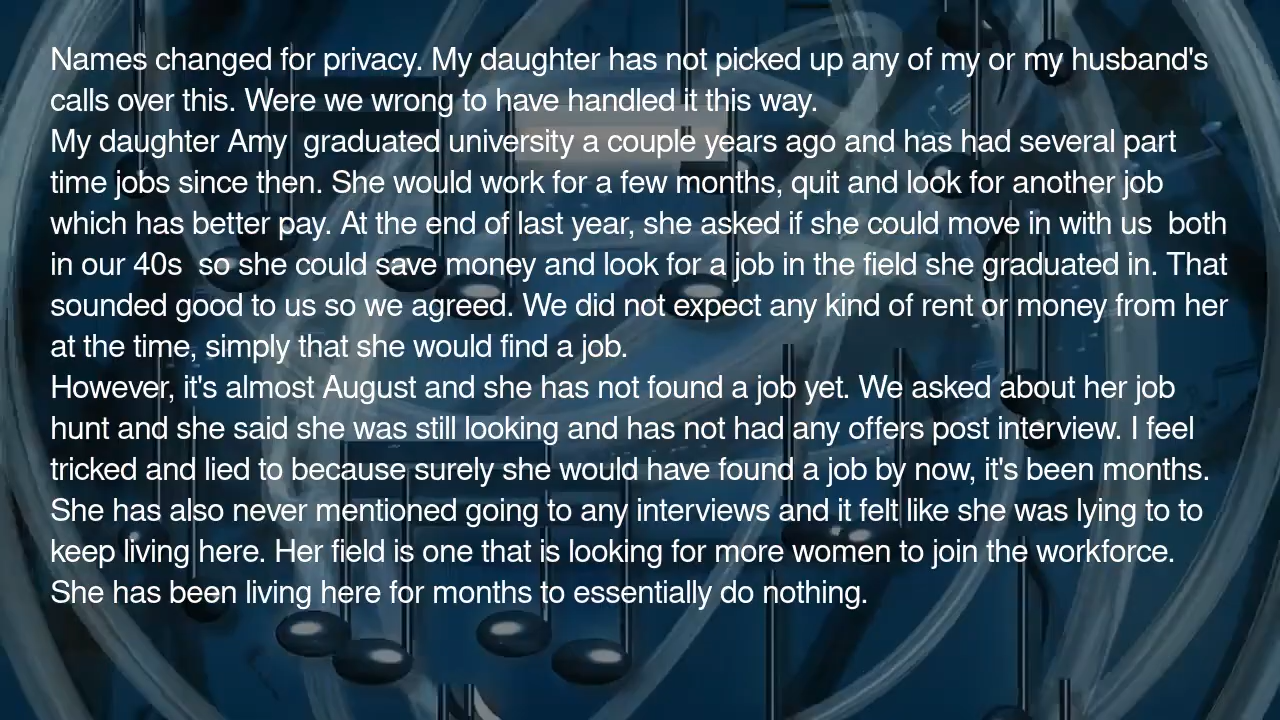 Names changed for privacy. My daughter has not picked up any of my or my husband's
calls over this. Were we wrong to have handled it this way.
My daughter Amy  graduated university a couple years ago and has had several part
time jobs since then. She would work for a few months, quit and look for another job
which has better pay. At the end of last year, she asked if she could move in with us  both
in our 40s  so she could save money and look for a job in the field she graduated in. That
sounded good to us so we agreed. We did not expect any kind of rent or money from her
at the time, simply that she would find a job.
However, it's almost August and she has not found a job yet. We asked about her job
hunt and she said she was still looking and has not had any offers post interview. I feel
tricked and lied to because surely she would have found a job by now, it's been months.
She has also never mentioned going to any interviews and it felt like she was lying to to
keep living here. Her field is one that is looking for more women to join the workforce.
She has been living here for months to essentially do nothing.